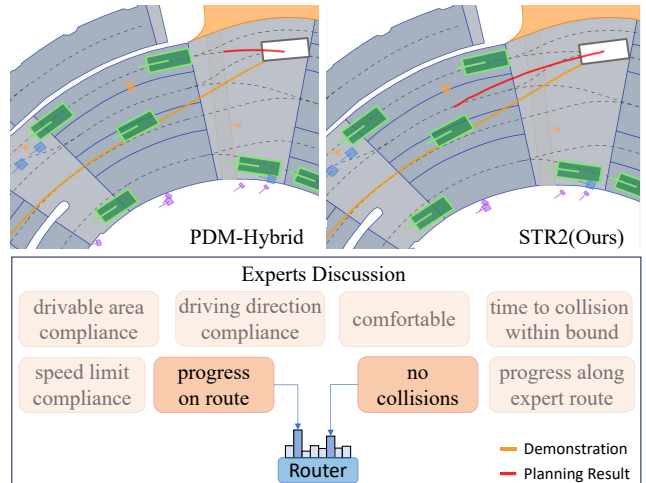 PDM-Hybrid
STR2(Ours)
Experts Discussion
drivable area
compliance
driving direction
compliance
comfortable
time to collision
within bound
speed limit
compliance
progress
on route
no
collisions
progress along
expert route
Router
Demonstration
Planning Result